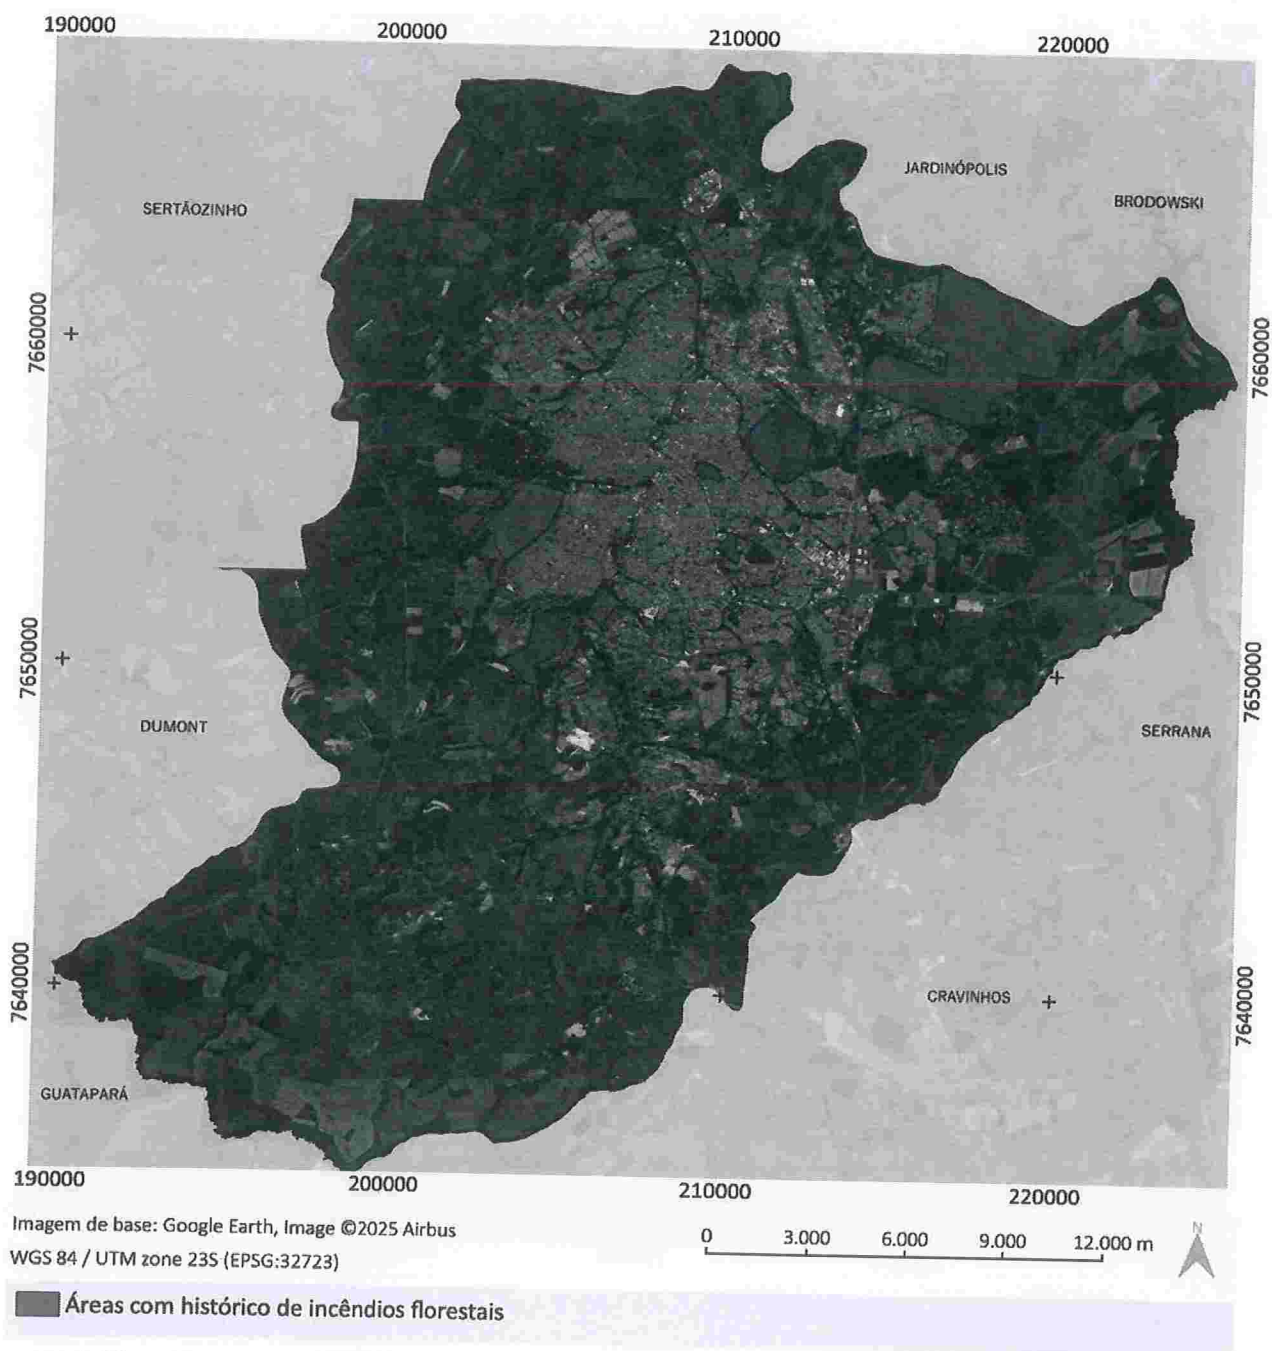 190000
200000
210000
220000
JARDINÓPOLIS
BRODOWSKI
SERTÃOZINHO
7660000
7660000
7650000
7650000
DUMONT
SERRANA
7640000
7640000
CRAVINHOS
GUATAPARÁ
190000
200000
210000
220000
Imagem de base: Google Earth, Image ©2025 Airbus
WGS 84 / UTM zone 23S (EPSG:32723)
0 3.000 6.000 9.000 12.000 m
N
Áreas com histórico de incêndios florestais